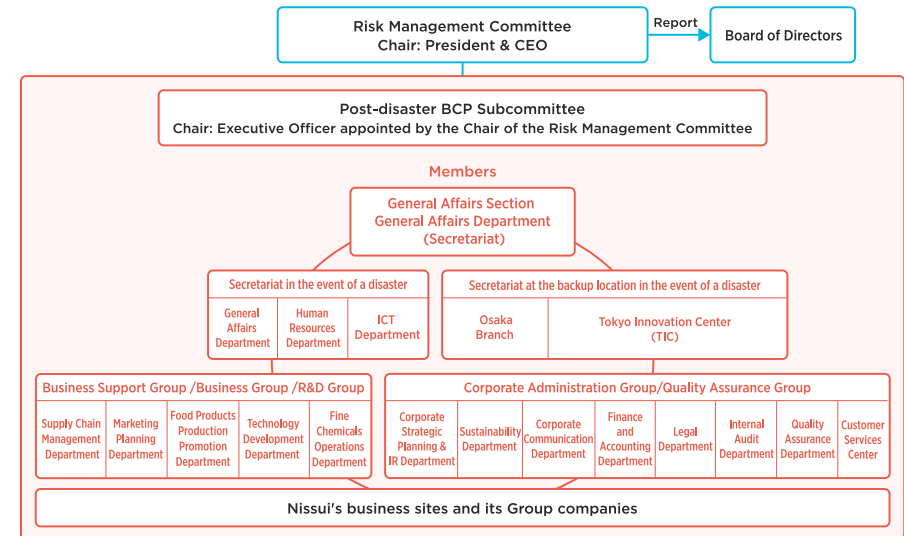 Risk Management Committee
Chair: President & CEO
Report
Board of Directors
Post-disaster BCP Subcommittee
Chair: Executive Officer appointed by the Chair of the Risk Management Committee
Members
General Affairs Section
General Affairs Department
(Secretariat)
Secretariat in the event of a disaster
General
Affairs
Department
Human
Resources
Department
ICT
Department
Secretariat at the backup location in the event of a disaster
Osaka
Branch
Tokyo Innovation Center
(TIC)
Business Support Group /Business Group /R&D Group
Supply Chain
Management
Department
Marketing
Planning
Department
Food Products
Production
Promotion
Department
Technology
Development
Department
Fine
Chemicals
Operations
Department
Corporate Administration Group/Quality Assurance Group
Corporate
Strategic
Planning &
IR Department
Sustainability
Department
Corporate
Communication
Department
Finance
and
Accounting
Department
Legal
Department
Internal
Audit
Department
Quality
Assurance
Department
Customer
Services
Center
Nissui's business sites and its Group companies